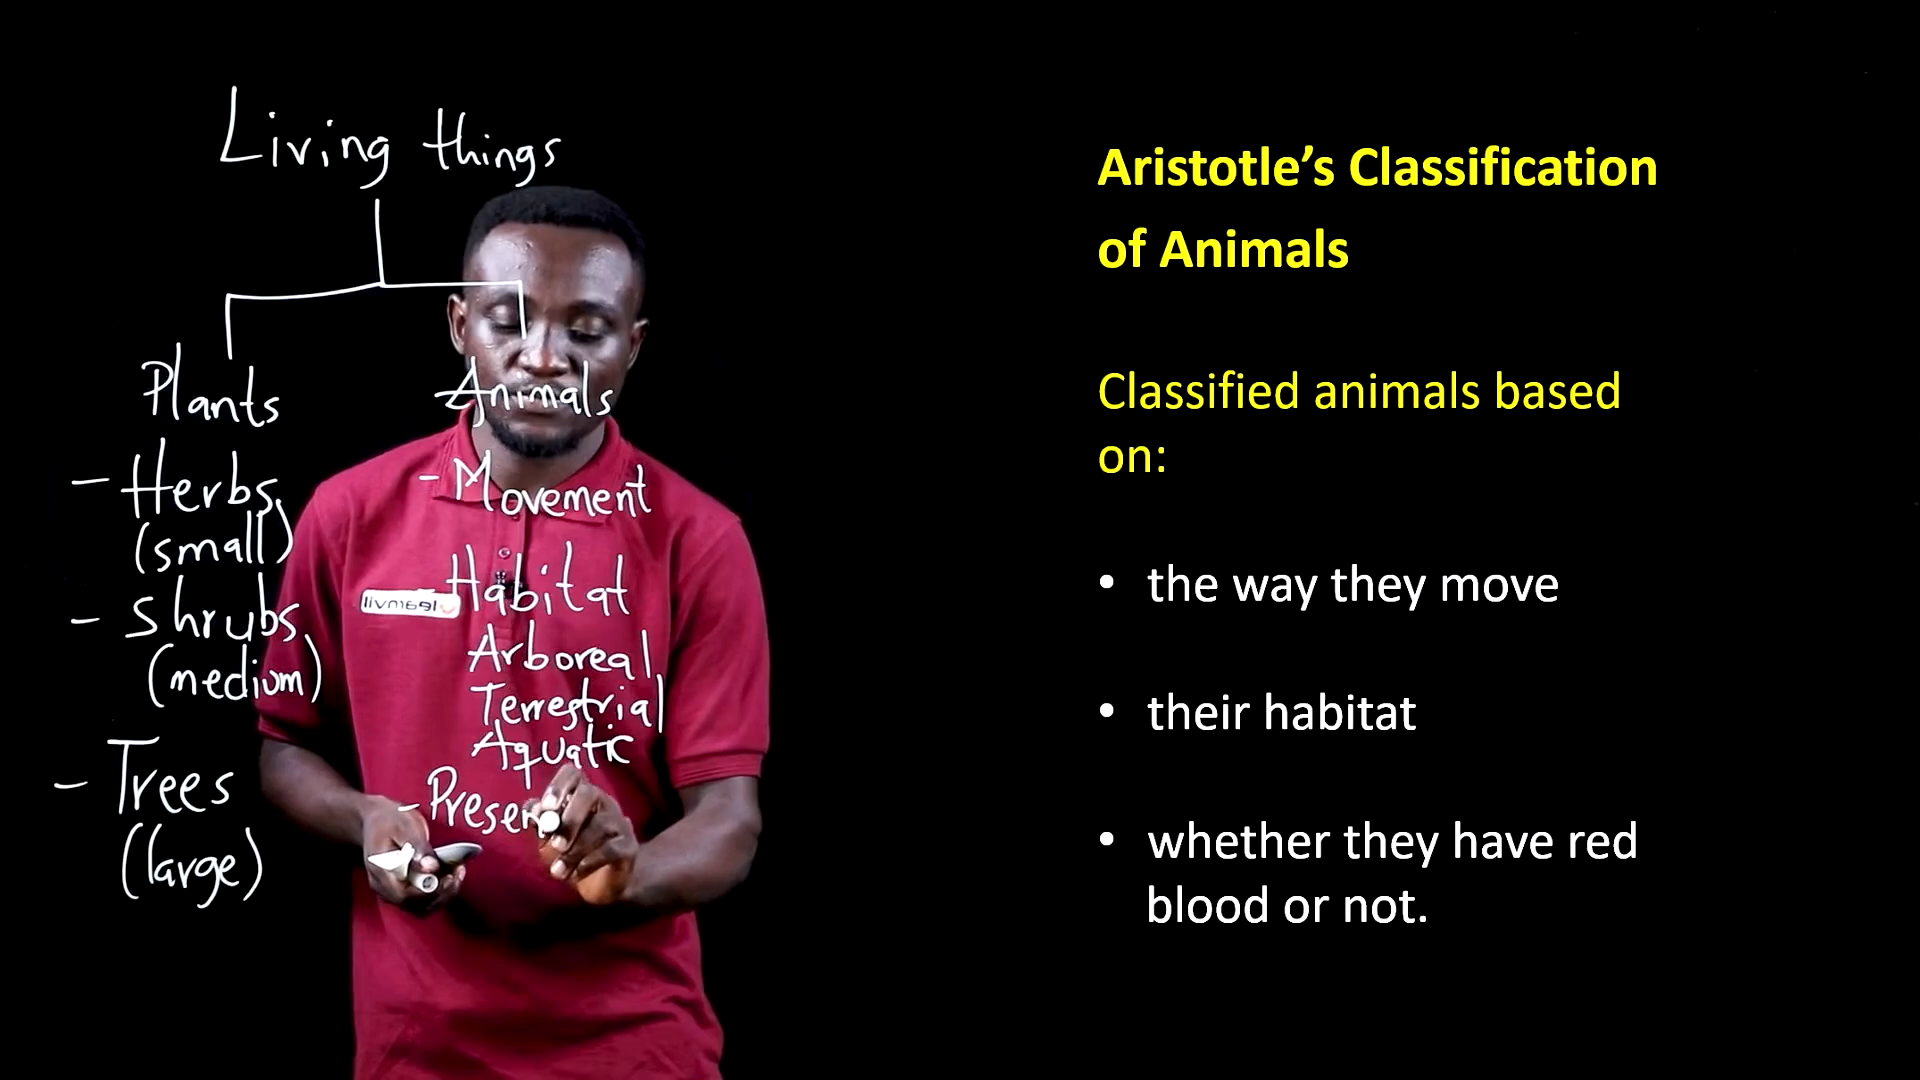 Living things
Plants
- Herbs
(small)
- Shrubs
(medium)
- Trees
(large)
Animals
- Movement
- Habitat
Arboreal
Terrestrial
Aquatic
- Presen
Aristotle’s Classification
of Animals
Classified animals based
on:
• the way they move
• their habitat
• whether they have red
blood or not.